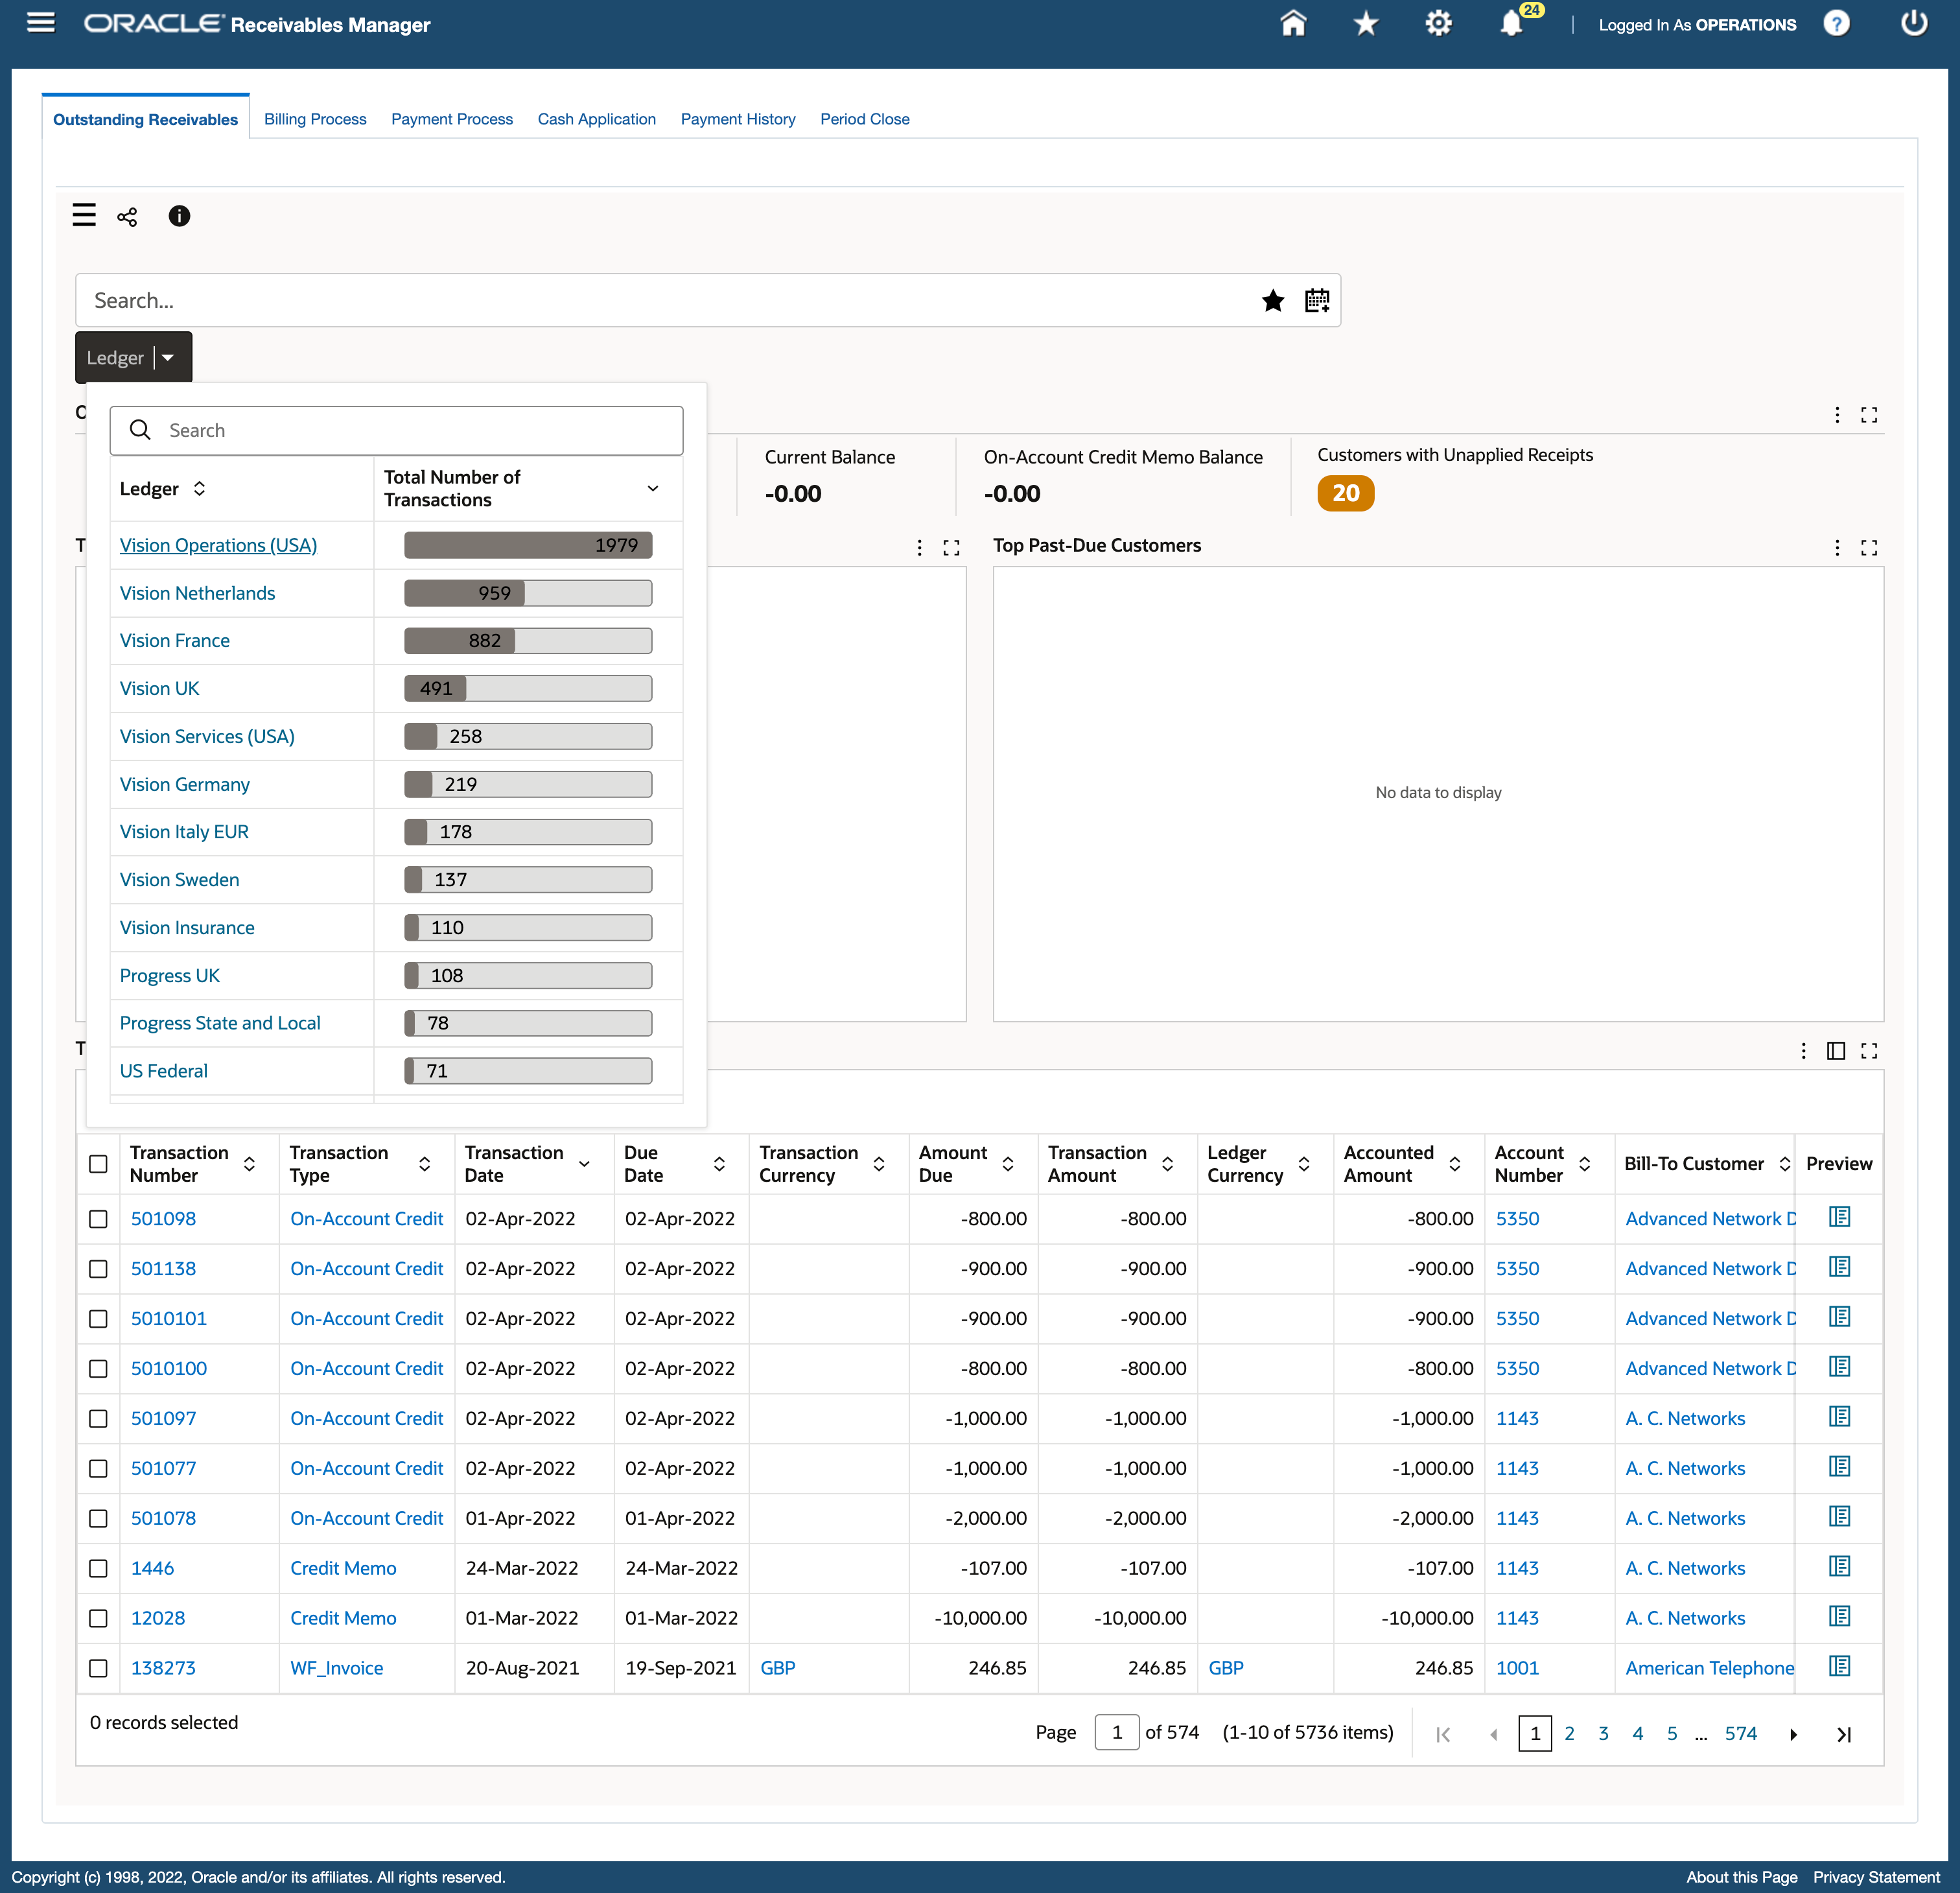 ORACLE Receivables Manager
24
Logged In As OPERATIONS
?
Outstanding Receivables Billing Process Payment Process Cash Application Payment History Period Close
Search...
Ledger
Search
Ledger Total Number of Transactions
Vision Operations (USA) 1979
Vision Netherlands 959
Vision France 882
Vision UK 491
Vision Services (USA) 258
Vision Germany 219
Vision Italy EUR 178
Vision Sweden 137
Vision Insurance 110
Progress UK 108
Progress State and Local 78
US Federal 71
Current Balance
-0.00
On-Account Credit Memo Balance
-0.00
Customers with Unapplied Receipts
20
Top Past-Due Customers
No data to display
Transaction Number Transaction Type Transaction Date Due Date Transaction Currency Amount Due Transaction Amount Ledger Currency Accounted Amount Account Number Bill-To Customer Preview
501098 On-Account Credit 02-Apr-2022 02-Apr-2022 -800.00 -800.00 -800.00 5350 Advanced Network D
501138 On-Account Credit 02-Apr-2022 02-Apr-2022 -900.00 -900.00 -900.00 5350 Advanced Network D
5010101 On-Account Credit 02-Apr-2022 02-Apr-2022 -900.00 -900.00 -900.00 5350 Advanced Network D
5010100 On-Account Credit 02-Apr-2022 02-Apr-2022 -800.00 -800.00 -800.00 5350 Advanced Network D
501097 On-Account Credit 02-Apr-2022 02-Apr-2022 -1,000.00 -1,000.00 -1,000.00 1143 A. C. Networks
501077 On-Account Credit 02-Apr-2022 02-Apr-2022 -1,000.00 -1,000.00 -1,000.00 1143 A. C. Networks
501078 On-Account Credit 01-Apr-2022 01-Apr-2022 -2,000.00 -2,000.00 -2,000.00 1143 A. C. Networks
1446 Credit Memo 24-Mar-2022 24-Mar-2022 -107.00 -107.00 -107.00 1143 A. C. Networks
12028 Credit Memo 01-Mar-2022 01-Mar-2022 -10,000.00 -10,000.00 -10,000.00 1143 A. C. Networks
138273 WF_Invoice 20-Aug-2021 19-Sep-2021 GBP 246.85 246.85 GBP 246.85 1001 American Telephone
0 records selected
Page 1 of 574 (1-10 of 5736 items) 1 2 3 4 5 ... 574
Copyright (c) 1998, 2022, Oracle and/or its affiliates. All rights reserved.
About this Page Privacy Statement